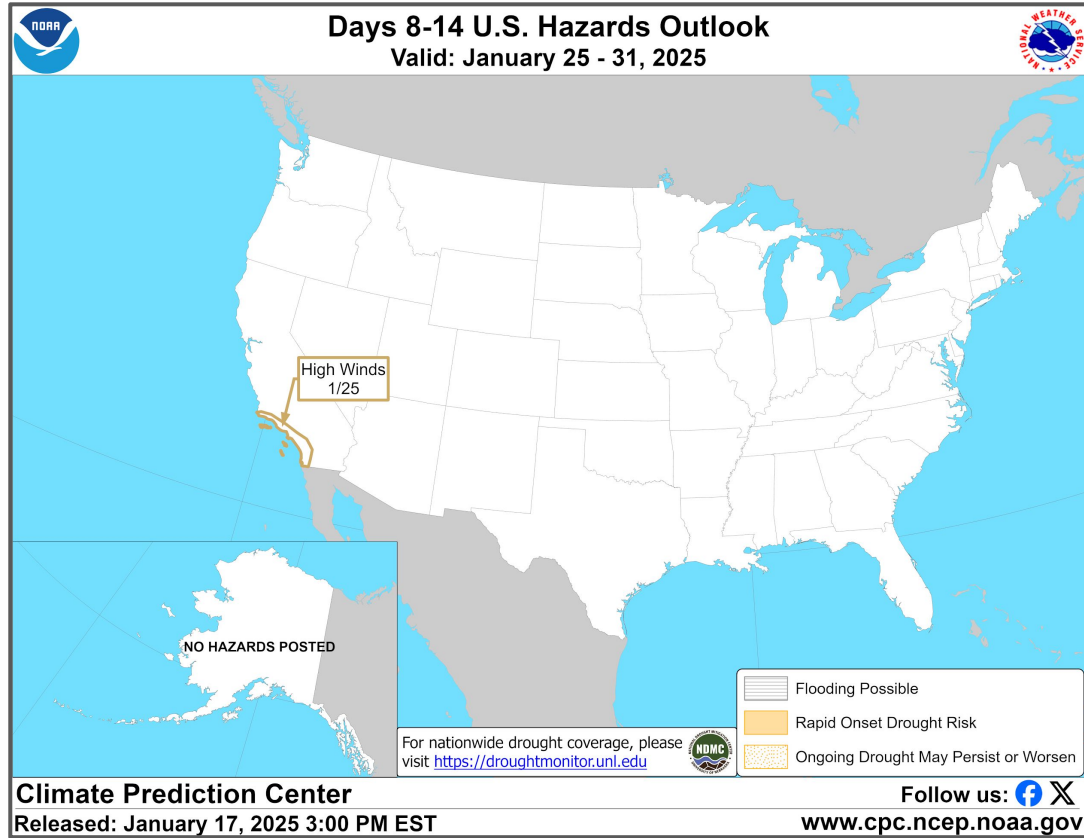 NOAA
Days 8-14 U.S. Hazards Outlook
Valid: January 25 - 31, 2025
NATIONAL WEATHER SERVICE
High Winds
1/25
NO HAZARDS POSTED
For nationwide drought coverage, please
visit https://droughtmonitor.unl.edu
NDMC
Flooding Possible
Rapid Onset Drought Risk
Ongoing Drought May Persist or Worsen
Climate Prediction Center
Follow us:
Released: January 17, 2025 3:00 PM EST
www.cpc.ncep.noaa.gov